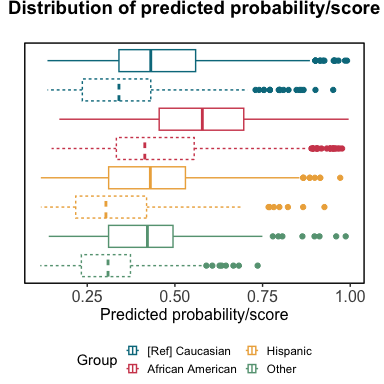 Distribution of predicted probability/score
0.25 0.50 0.75 1.00
Predicted probability/score
Group
[Ref] Caucasian Hispanic
African American Other